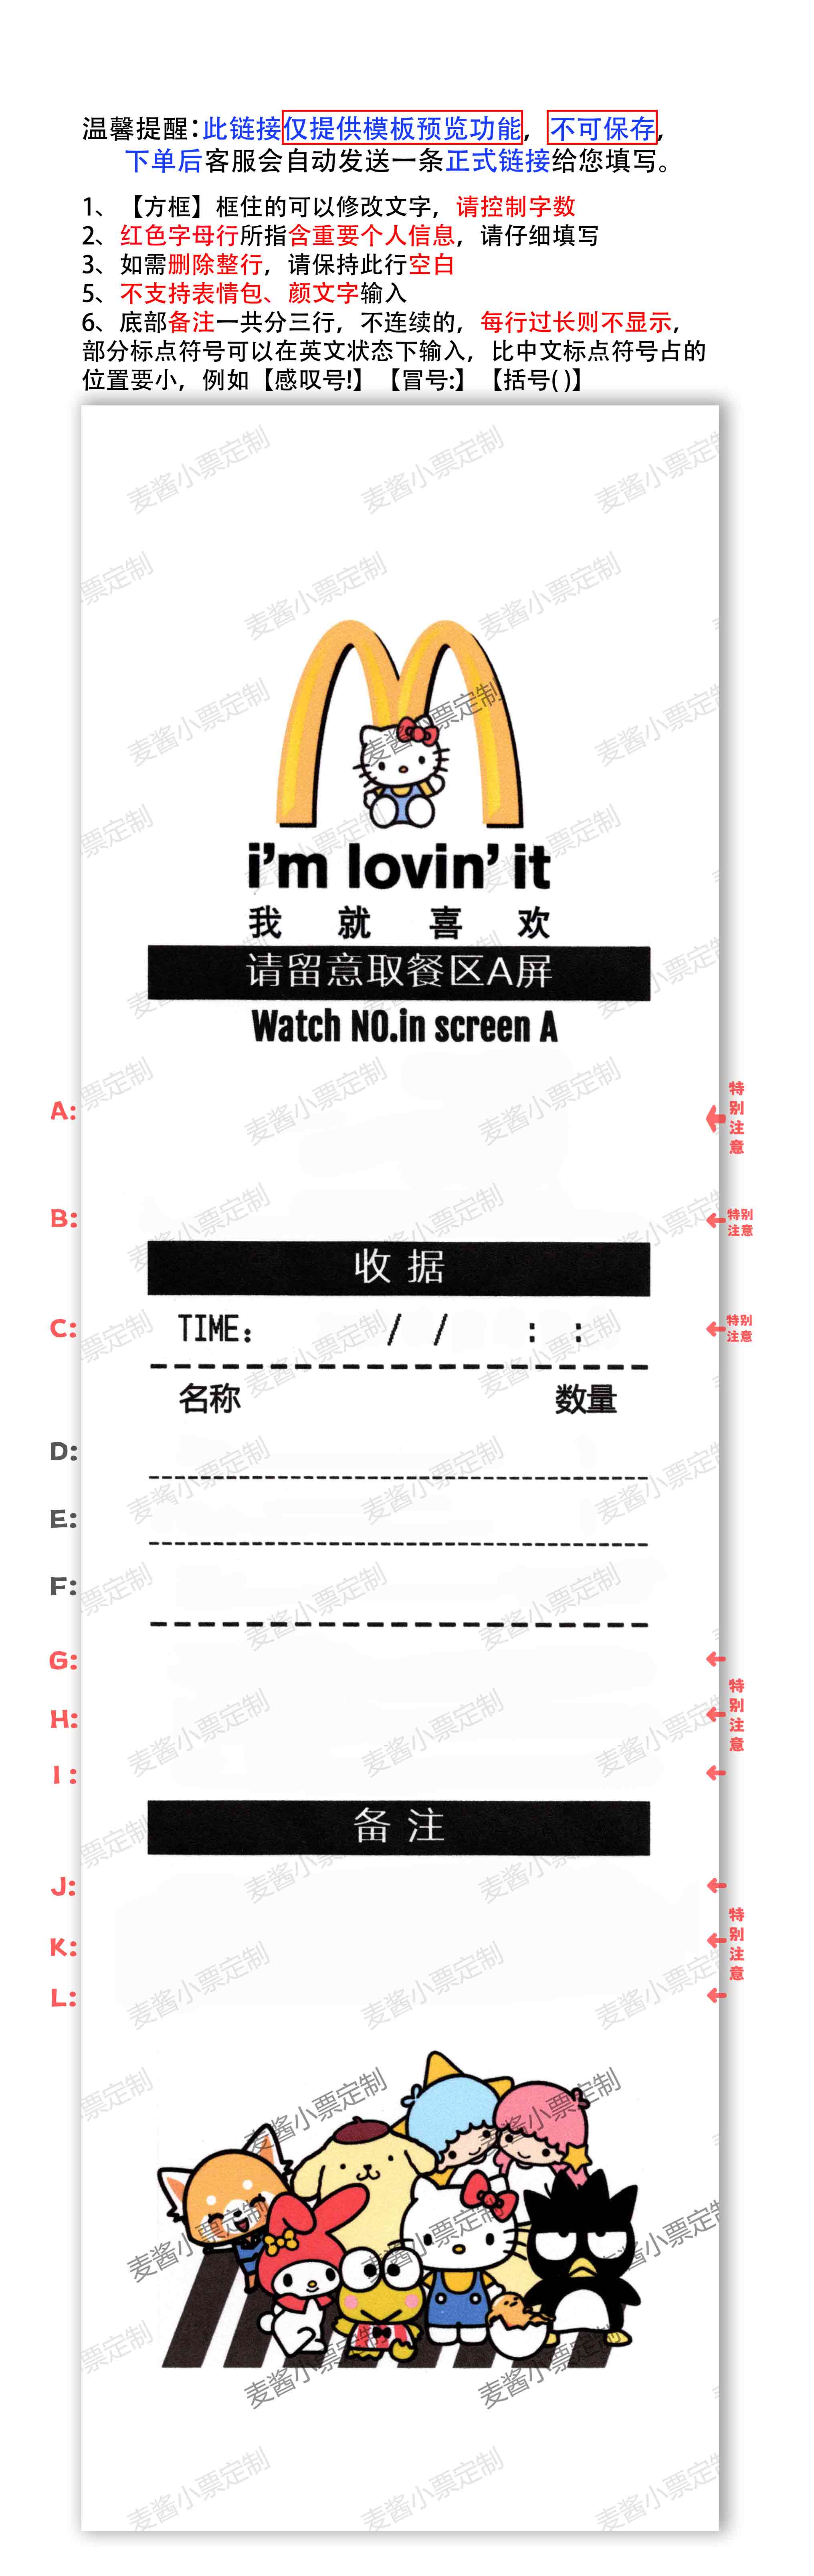 温馨提醒:此链接仅提供模板预览功能，不可保存，
下单后客服会自动发送一条正式链接给您填写。
1、【方框】框住的可以修改文字，请控制字数
2、红色字母行所指含重要个人信息，请仔细填写
3、如需删除整行，请保持此行空白
5、不支持表情包、颜文字输入
6、底部备注一共分三行，不连续的，每行过长则不显示，
部分标点符号可以在英文状态下输入，比中文标点符号占的
位置要小，例如【感叹号!】【冒号:】【括号( )】
麦酱小票定制
i'm lovin' it
我就喜欢
请留意取餐区A屏
Watch NO.in screen A
A: 特别注意
B: 特别注意
收据
C: TIME: / / : : 特别注意
名称 数量
D:
E:
F:
G:
H: 特别注意
I:
备注
J:
K: 特别注意
L: